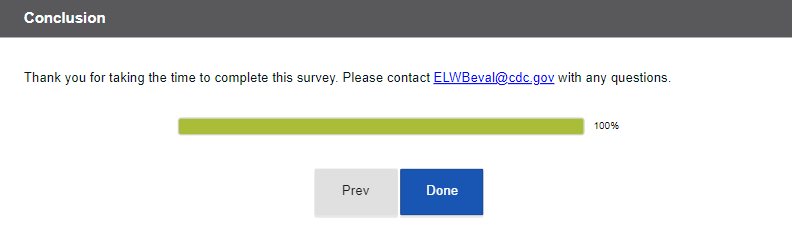 Conclusion
Thank you for taking the time to complete this survey. Please contact ELWBeval@cdc.gov with any questions.
100%
Prev
Done